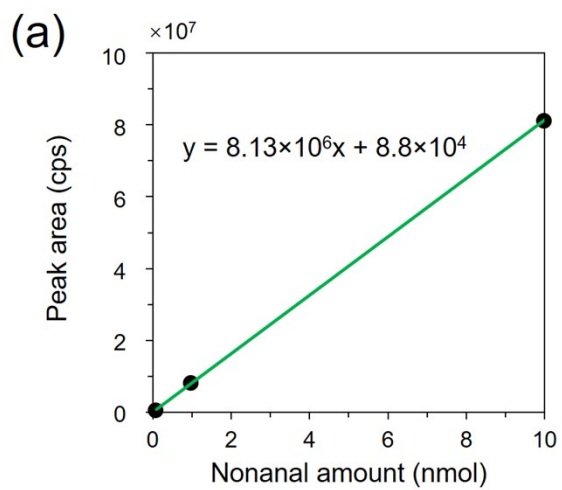 (a)
×10⁷
10
8
6
4
2
0
Peak area (cps)
y = 8.13×10⁶x + 8.8×10⁴
0 2 4 6 8 10
Nonanal amount (nmol)